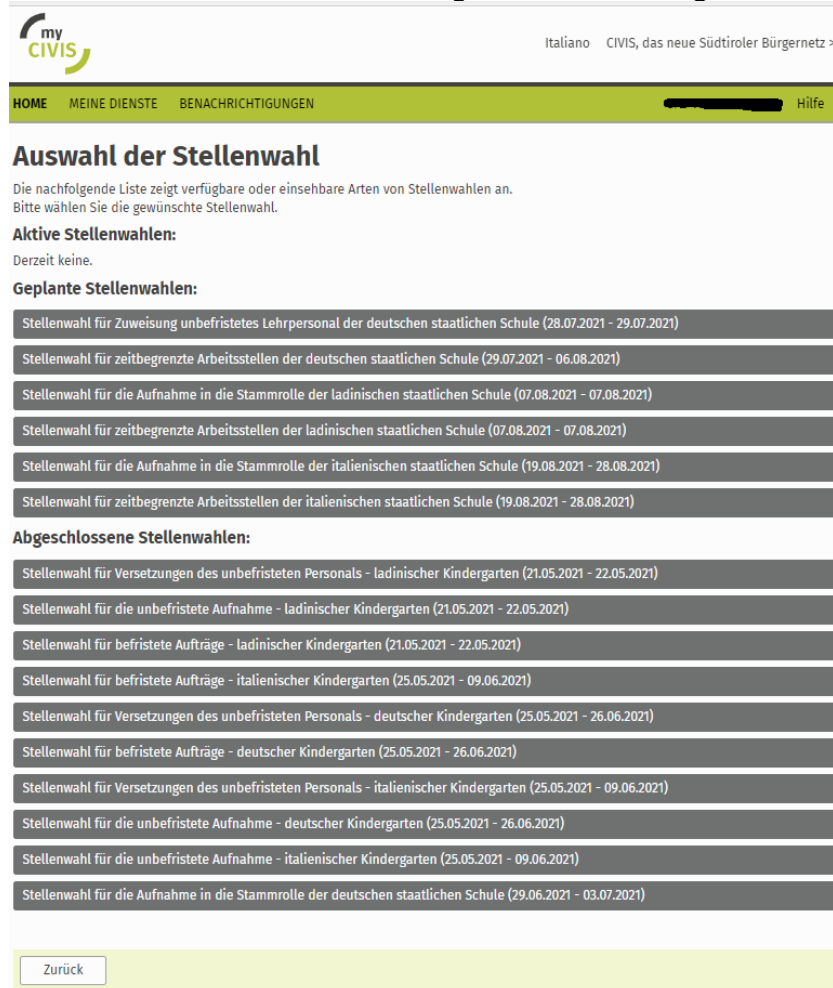 my
CIVIS
Italiano CIVIS, das neue Südtiroler Bürgernetz >
HOME MEINE DIENSTE BENACHRICHTIGUNGEN Hilfe
Auswahl der Stellenwahl
Die nachfolgende Liste zeigt verfügbare oder einsehbare Arten von Stellenwahlen an.
Bitte wählen Sie die gewünschte Stellenwahl.
Aktive Stellenwahlen:
Derzeit keine.
Geplante Stellenwahlen:
Stellenwahl für Zuweisung unbefristetes Lehrpersonal der deutschen staatlichen Schule (28.07.2021 - 29.07.2021)
Stellenwahl für zeitbegrenzte Arbeitsstellen der deutschen staatlichen Schule (29.07.2021 - 06.08.2021)
Stellenwahl für die Aufnahme in die Stammrolle der ladinischen staatlichen Schule (07.08.2021 - 07.08.2021)
Stellenwahl für zeitbegrenzte Arbeitsstellen der ladinischen staatlichen Schule (07.08.2021 - 07.08.2021)
Stellenwahl für die Aufnahme in die Stammrolle der italienischen staatlichen Schule (19.08.2021 - 28.08.2021)
Stellenwahl für zeitbegrenzte Arbeitsstellen der italienischen staatlichen Schule (19.08.2021 - 28.08.2021)
Abgeschlossene Stellenwahlen:
Stellenwahl für Versetzungen des unbefristeten Personals - ladinischer Kindergarten (21.05.2021 - 22.05.2021)
Stellenwahl für die unbefristete Aufnahme - ladinischer Kindergarten (21.05.2021 - 22.05.2021)
Stellenwahl für befristete Aufträge - ladinischer Kindergarten (21.05.2021 - 22.05.2021)
Stellenwahl für befristete Aufträge - italienischer Kindergarten (25.05.2021 - 09.06.2021)
Stellenwahl für Versetzungen des unbefristeten Personals - deutscher Kindergarten (25.05.2021 - 26.06.2021)
Stellenwahl für befristete Aufträge - deutscher Kindergarten (25.05.2021 - 26.06.2021)
Stellenwahl für Versetzungen des unbefristeten Personals - italienischer Kindergarten (25.05.2021 - 09.06.2021)
Stellenwahl für die unbefristete Aufnahme - deutscher Kindergarten (25.05.2021 - 26.06.2021)
Stellenwahl für die unbefristete Aufnahme - italienischer Kindergarten (25.05.2021 - 09.06.2021)
Stellenwahl für die Aufnahme in die Stammrolle der deutschen staatlichen Schule (29.06.2021 - 03.07.2021)
Zurück